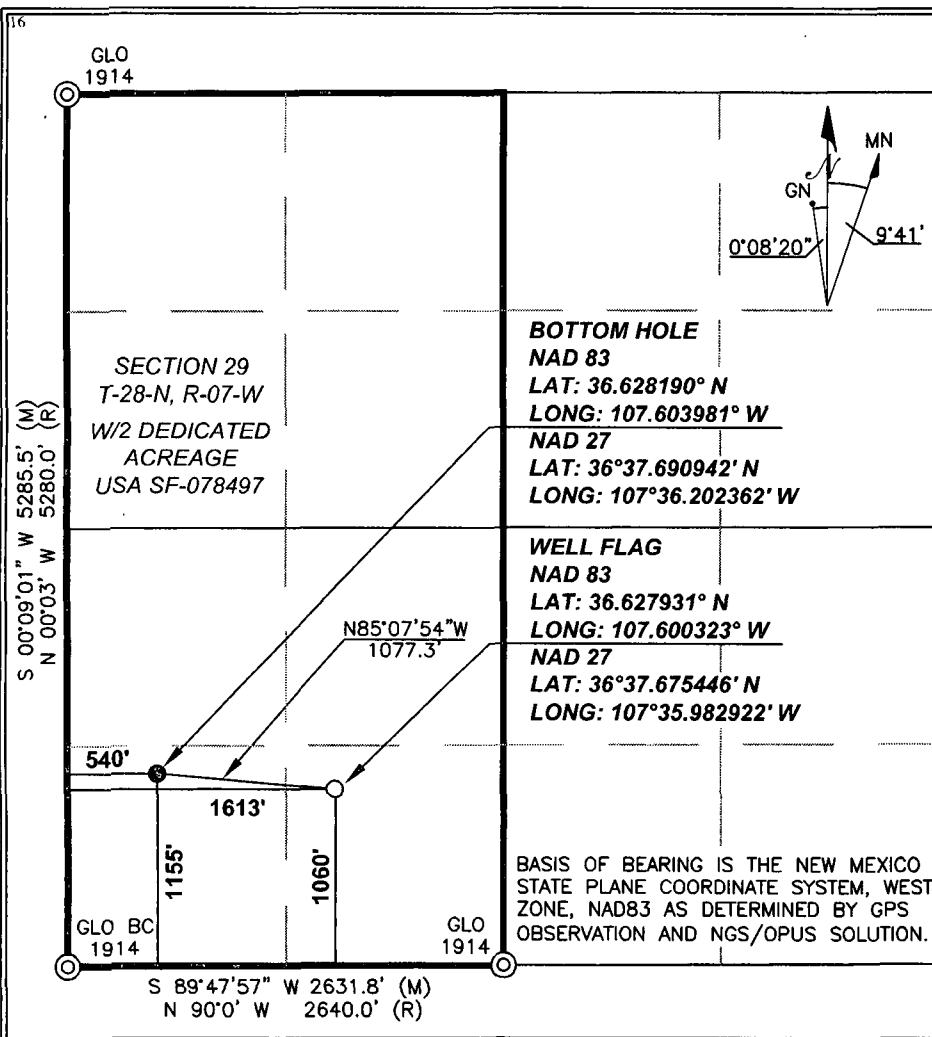 16
GLO
1914
MN
GN
N
0°08'20"
9°41'
BOTTOM HOLE
NAD 83
LAT: 36.628190° N
LONG: 107.603981° W
NAD 27
LAT: 36°37.690942' N
LONG: 107°36.202362' W
SECTION 29
T-28-N, R-07-W
W/2 DEDICATED
ACREAGE
USA SF-078497
S 00°09'01" W 5285.5' (M)
N 00°03' W 5280.0' (R)
WELL FLAG
NAD 83
LAT: 36.627931° N
LONG: 107.600323° W
NAD 27
LAT: 36°37.675446' N
LONG: 107°35.982922' W
N85°07'54"W
1077.3'
540'
1613'
1155'
1060'
BASIS OF BEARING IS THE NEW MEXICO
STATE PLANE COORDINATE SYSTEM, WEST
ZONE, NAD83 AS DETERMINED BY GPS
OBSERVATION AND NGS/OPUS SOLUTION.
GLO BC
1914
GLO
1914
S 89°47'57" W 2631.8' (M)
N 90°0' W 2640.0' (R)